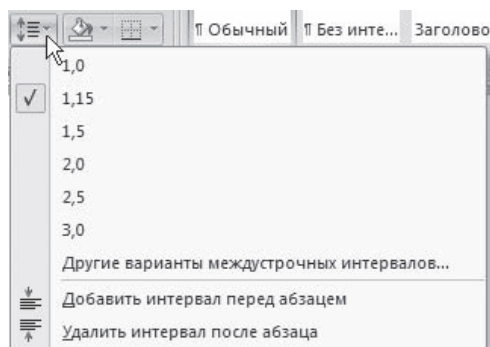 ¶ Обычный ¶ Без инте... Заголово
1,0
1,15
1,5
2,0
2,5
3,0
Другие варианты междустрочных интервалов...
Добавить интервал перед абзацем
Удалить интервал после абзаца